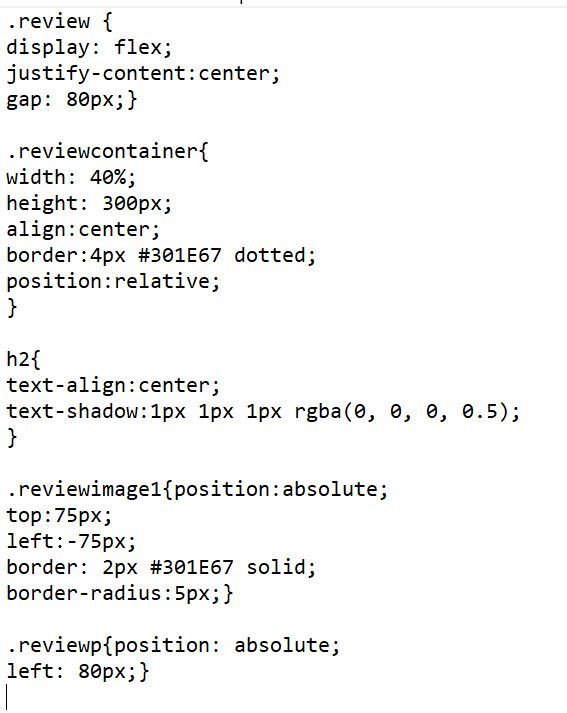 .review {
display: flex;
justify-content:center;
gap: 80px;}

.reviewcontainer{
width: 40%;
height: 300px;
align:center;
border:4px #301E67 dotted;
position:relative;
}

h2{
text-align:center;
text-shadow:1px 1px 1px rgba(0, 0, 0, 0.5);
}

.reviewimage1{position:absolute;
top:75px;
left:-75px;
border: 2px #301E67 solid;
border-radius:5px;}

.reviewp{position: absolute;
left: 80px;}